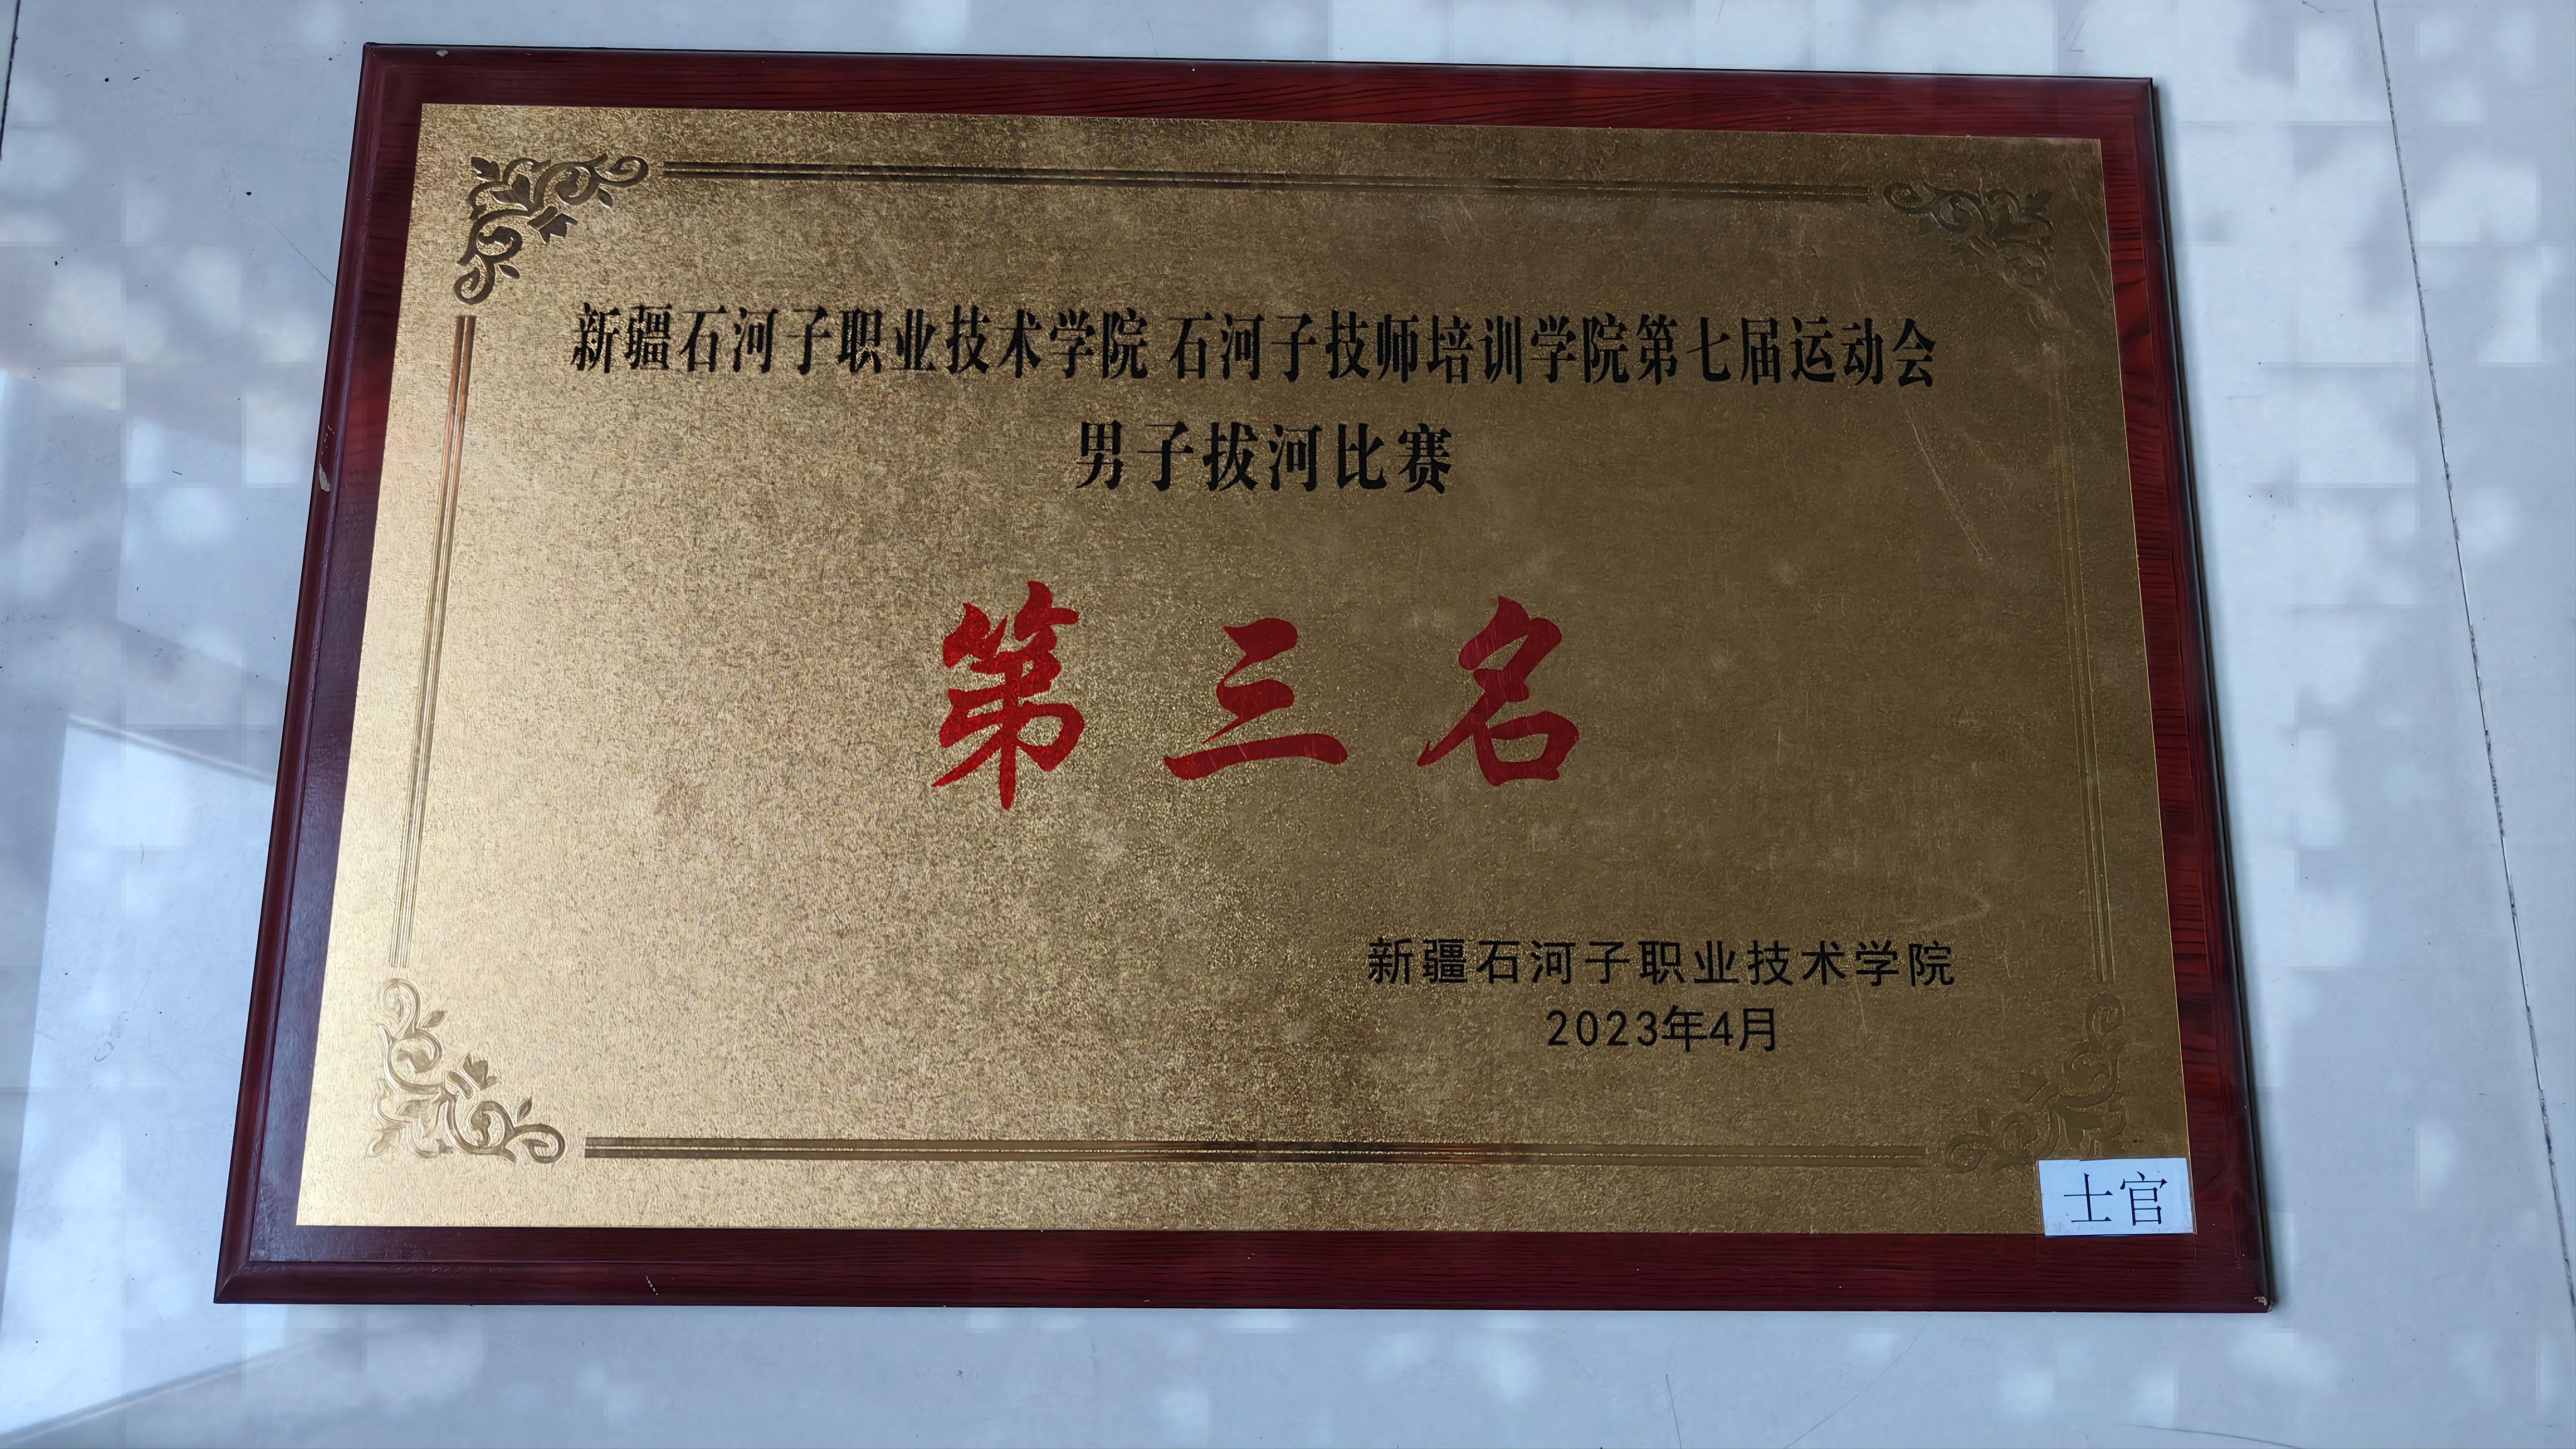 新疆石河子职业技术学院 石河子技师培训学院第七届运动会
男子拔河比赛
第三名
新疆石河子职业技术学院
2023年4月
士官